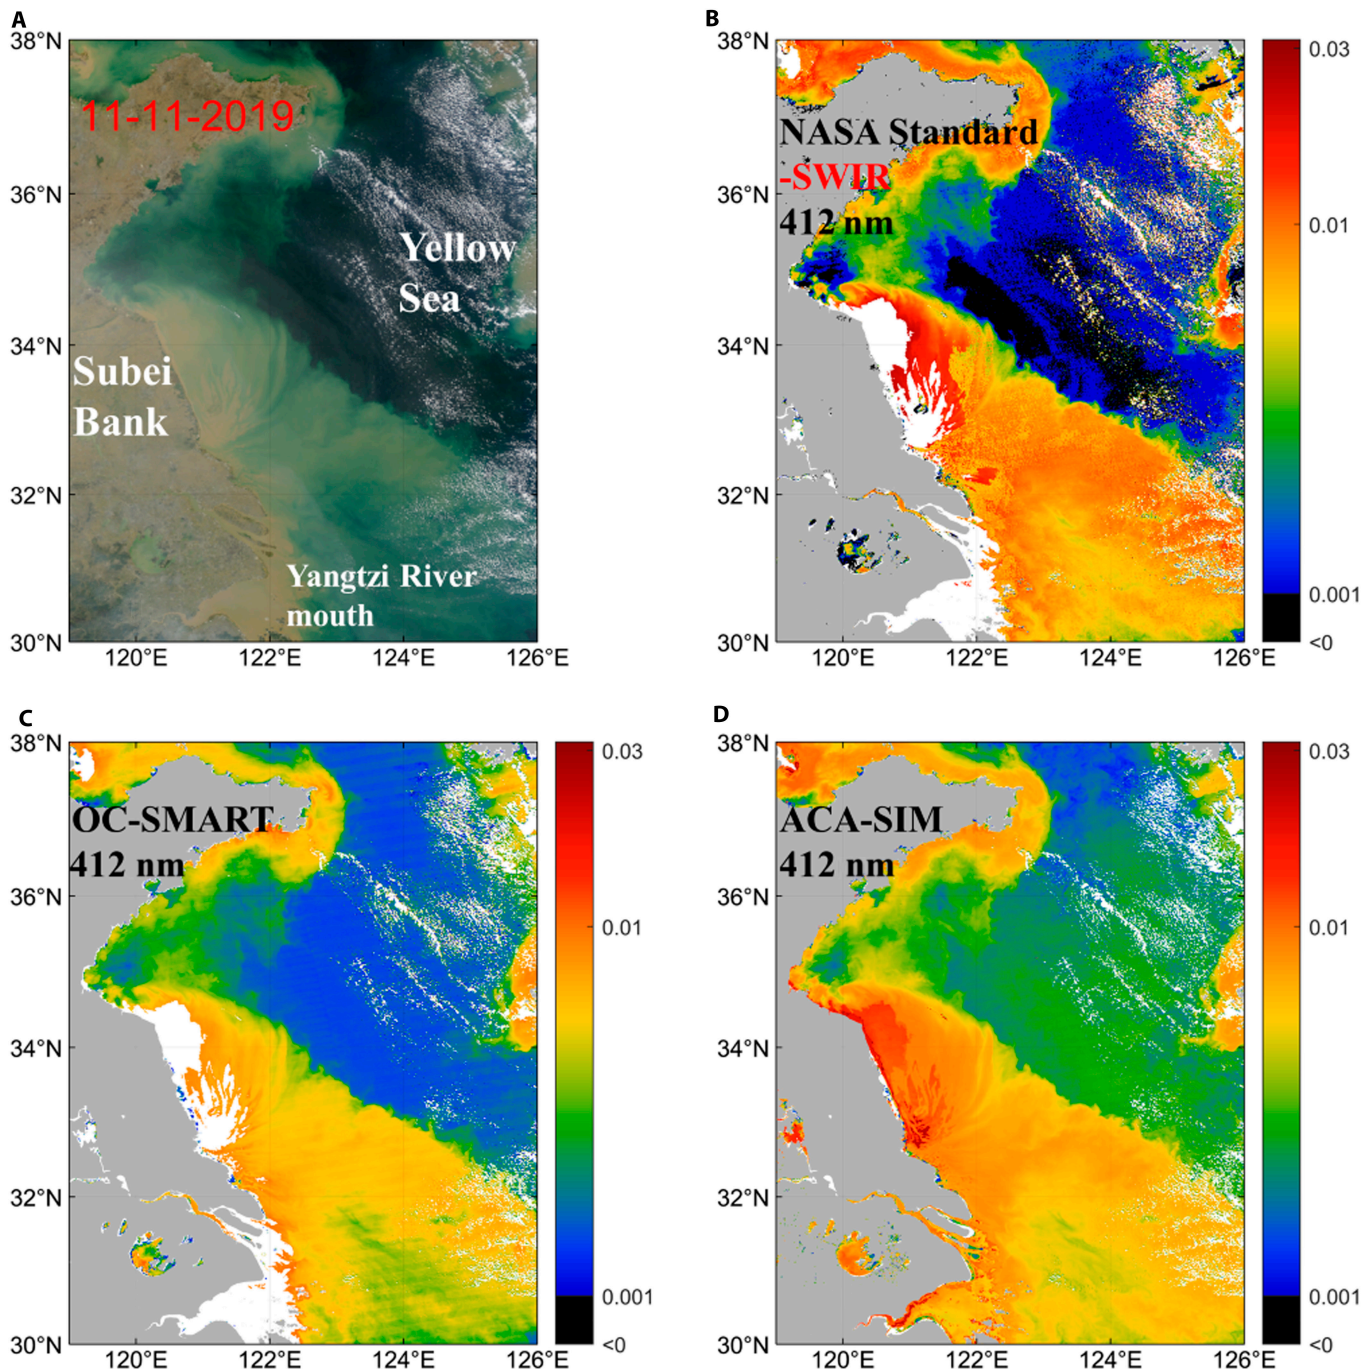 A
38°N
36°N
34°N
32°N
30°N
120°E
122°E
124°E
126°E
11-11-2019
Yellow
Sea
Subei
Bank
Yangtzi River
mouth
B
38°N
36°N
34°N
32°N
30°N
120°E
122°E
124°E
126°E
NASA Standard
-SWIR
412 nm
0.03
0.01
0.001
<0
C
38°N
36°N
34°N
32°N
30°N
120°E
122°E
124°E
126°E
OC-SMART
412 nm
0.03
0.01
0.001
<0
D
38°N
36°N
34°N
32°N
30°N
120°E
122°E
124°E
126°E
ACA-SIM
412 nm
0.03
0.01
0.001
<0